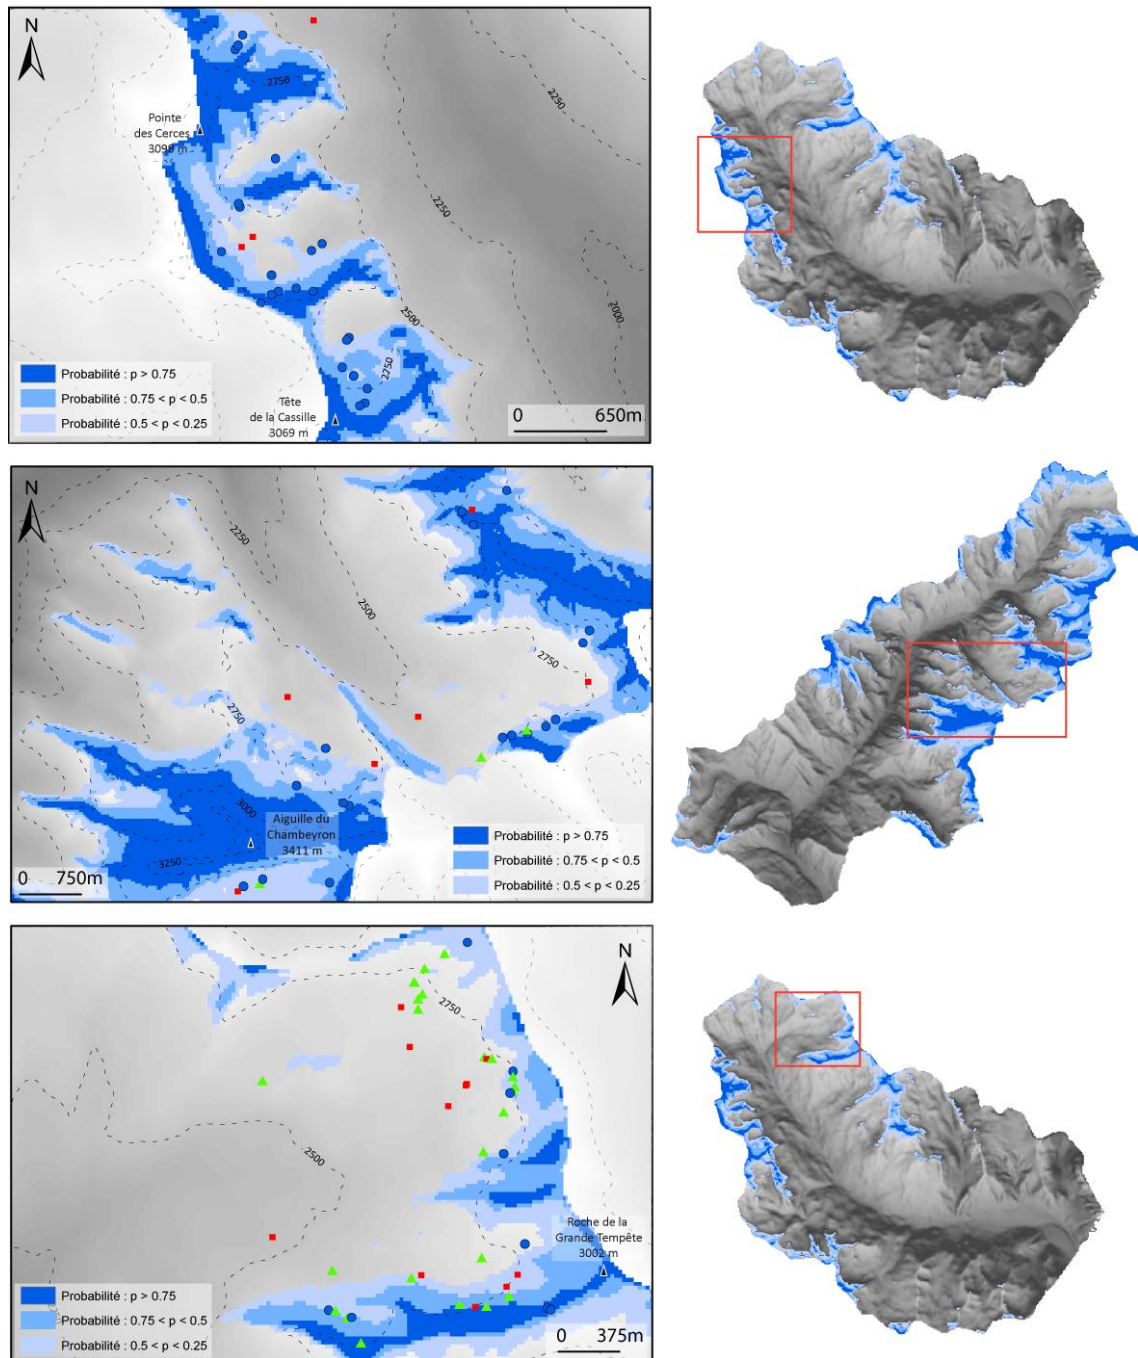 N
2750
2250
Pointe
des Cerces
3098 m
2250
2500
2000
2750
Probabilité : p > 0.75
Probabilité : 0.75 < p < 0.5
Probabilité : 0.5 < p < 0.25
Tête
de la Cassille
3069 m
0 650m
N
2250
2500
2750
2750
3000
Aiguille du
Chambeyron
3411 m
3250
0 750m
Probabilité : p > 0.75
Probabilité : 0.75 < p < 0.5
Probabilité : 0.5 < p < 0.25
N
2750
2500
Roche de la
Grande Tempête
3002 m
Probabilité : p > 0.75
Probabilité : 0.75 < p < 0.5
Probabilité : 0.5 < p < 0.25
0 375m